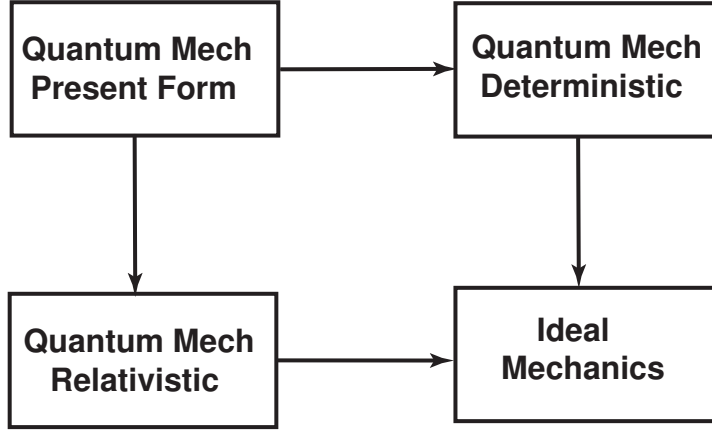 Quantum Mech
Present Form
Quantum Mech
Deterministic
Quantum Mech
Relativistic
Ideal
Mechanics